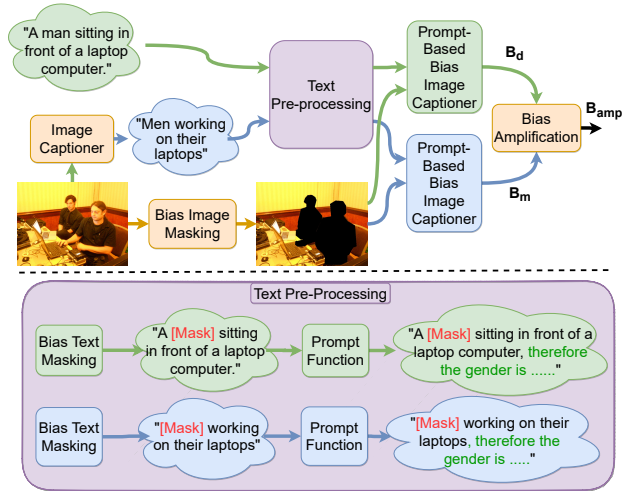 "A man sitting in
front of a laptop
computer."
Image
Captioner
"Men working
on their
laptops"
Bias Image
Masking
Text
Pre-processing
Prompt-
Based
Bias
Image
Captioner
Prompt-
Based
Bias
Image
Captioner
B_d
B_m
Bias
Amplification
B_amp
Text Pre-Processing
Bias Text
Masking
"A [Mask] sitting
in front of a laptop
computer."
Prompt
Function
"A [Mask] sitting in front of a
laptop computer, therefore
the gender is ......"
Bias Text
Masking
"[Mask] working
on their laptops"
Prompt
Function
"[Mask] working on their
laptops, therefore the
gender is ....."